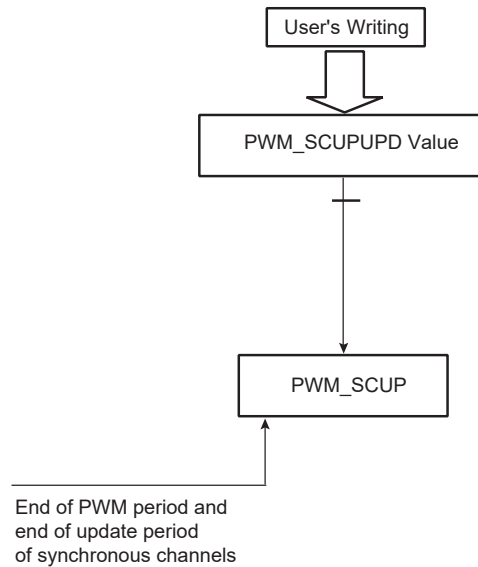 User's Writing
PWM_SCUPUPD Value
PWM_SCUP
End of PWM period and
end of update period
of synchronous channels